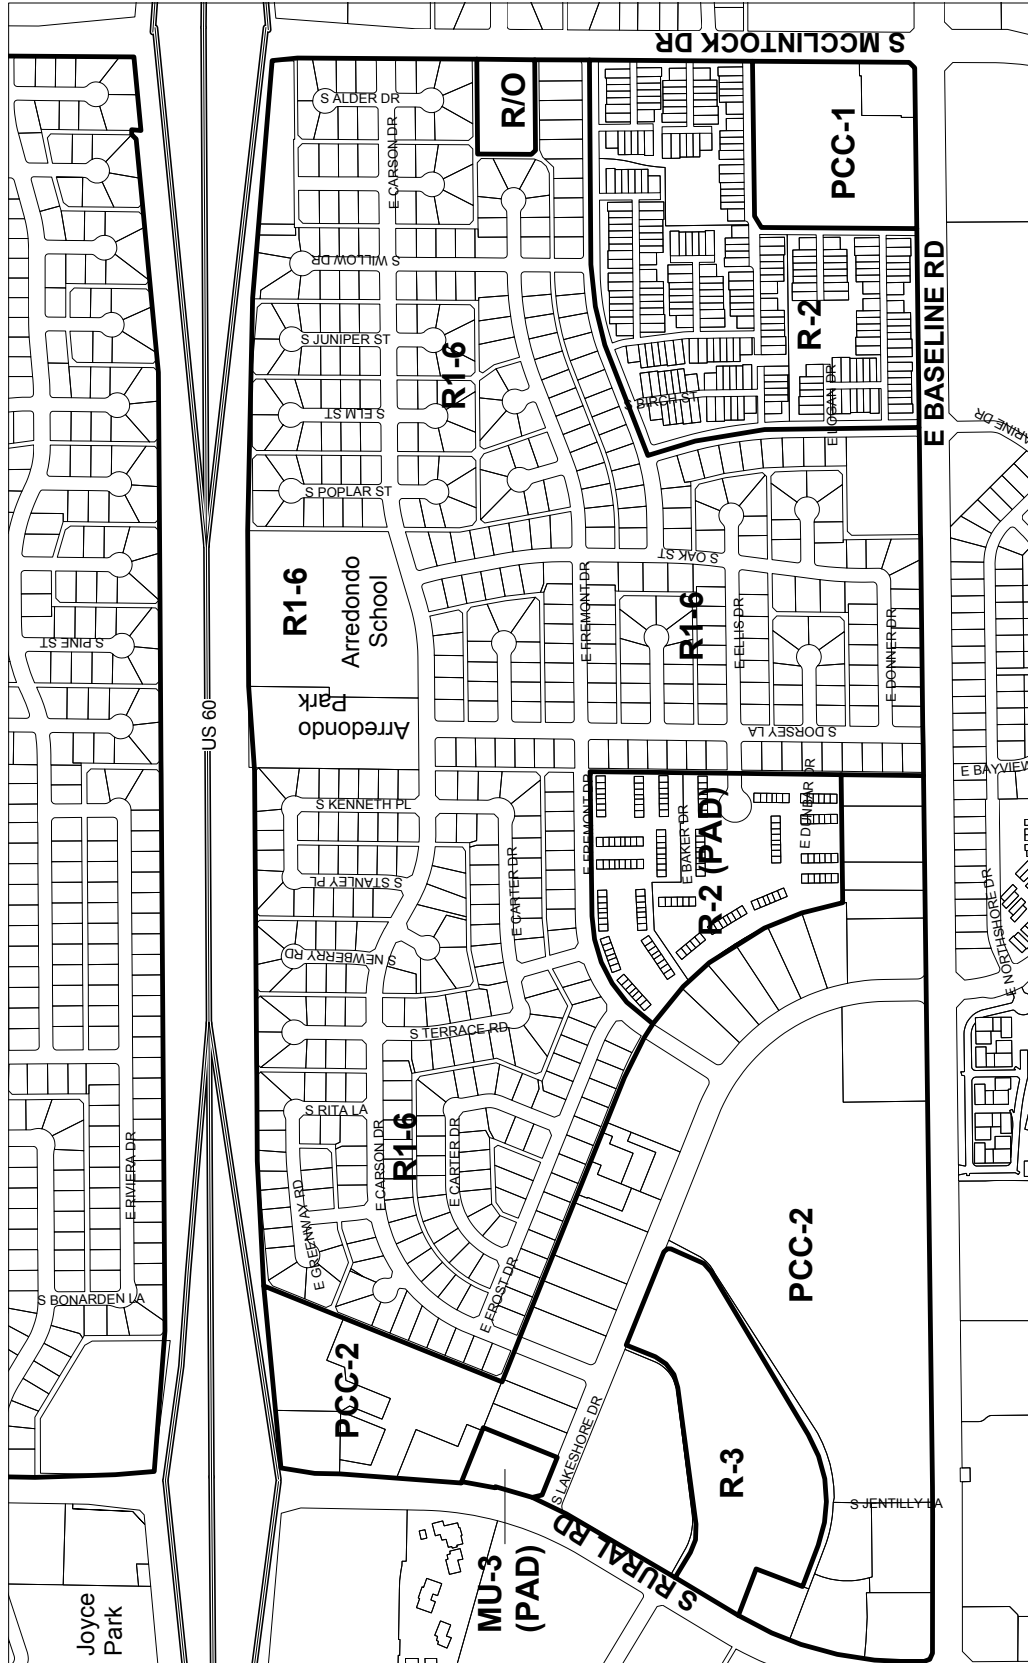 S MCCLINTOCK DR
S ALDER DR
R/O
E CARSON DR
PCC-1
S WILLOW DR
E BASELINE RD
S JUNIPER ST
R1-6
R-2
S ELM ST
S BIRCH ST
E LOGAN DR
S POPLAR ST
S OAK ST
R1-6
Arredondo
School
E FREMONT DR
R1-6
E ELLIS DR
E DONNER DR
S PINE ST
US 60
Arredondo
Park
S DORSEY LA
E BAYVIEW
S KENNETH PL
E FREMONT DR
E BAKER DR
R-2 (PAD)
E DUNBAR DR
S STANLEY PL
E CARTER DR
S NEWBERRY RD
E NORTHSHORE DR
S TERRACE RD
S RITA LA
E CARSON DR
R1-6
E CARTER DR
E RIVIERA DR
E GREENWAY RD
PCC-2
E FROST DR
S BONARDEN LA
PCC-2
S LAKESHORE DR
R-3
S JENTILLY LA
S RURAL RD
MU-3
(PAD)
Joyce
Park